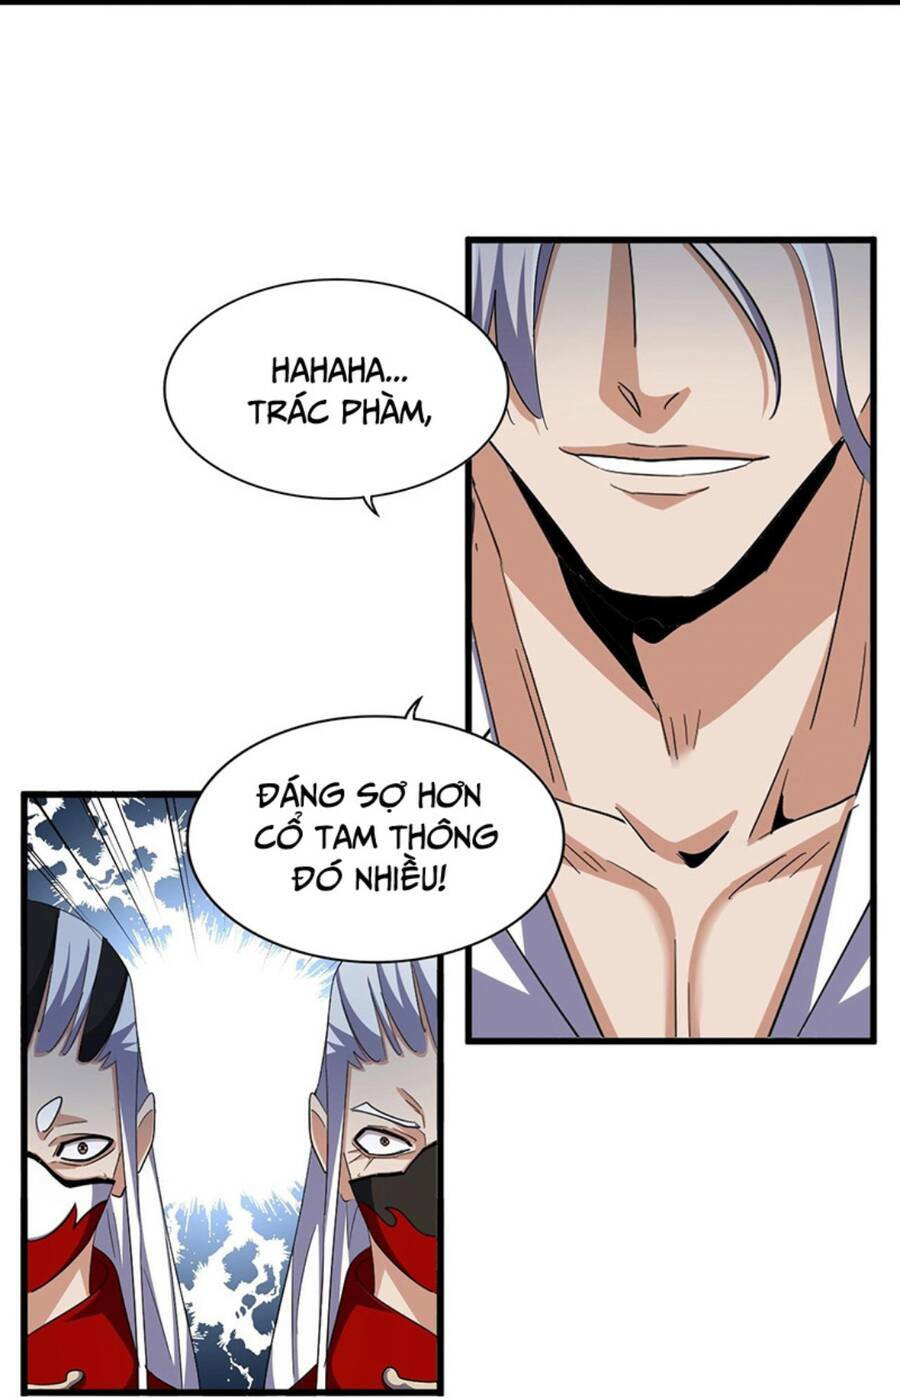 HAHAHA...
TRÁC PHÀM,
ĐÁNG SỢ HƠN
CỔ TAM THÔNG
ĐÓ NHIỀU!